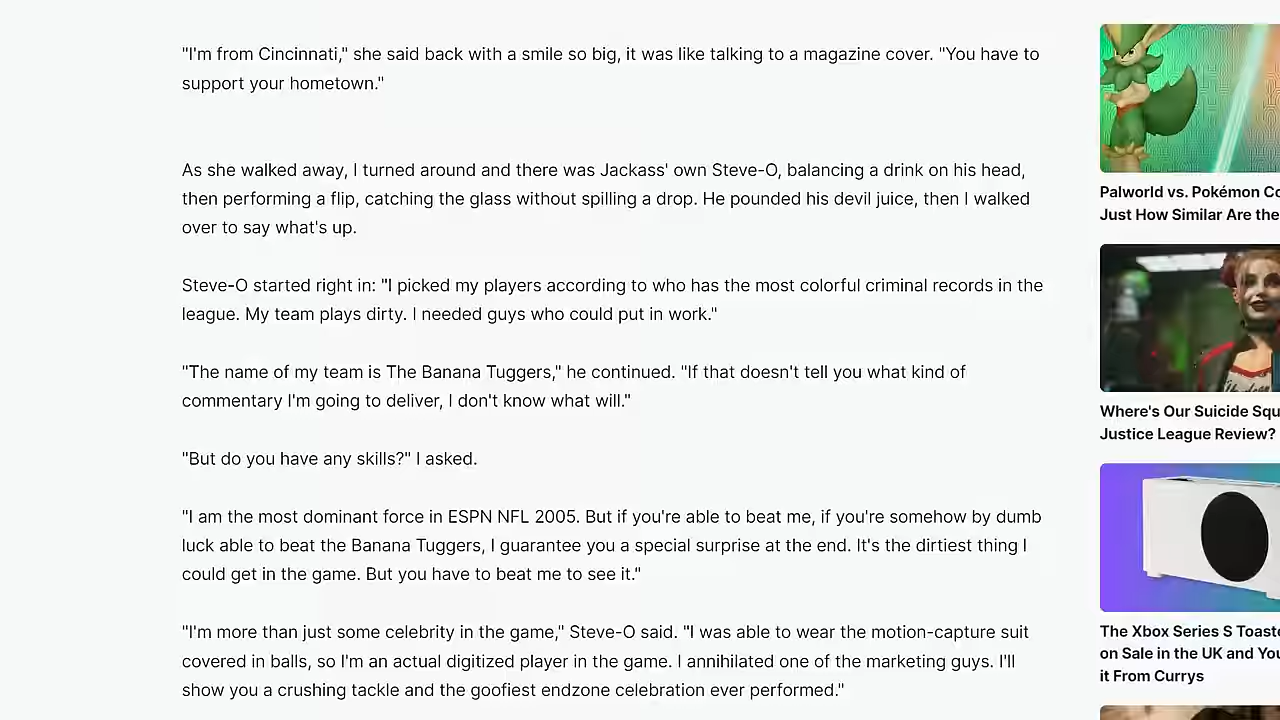 "I'm from Cincinnati," she said back with a smile so big, it was like talking to a magazine cover. "You have to
support your hometown."
As she walked away, I turned around and there was Jackass' own Steve-O, balancing a drink on his head,
then performing a flip, catching the glass without spilling a drop. He pounded his devil juice, then I walked
over to say what's up.
Steve-O started right in: "I picked my players according to who has the most colorful criminal records in the
league. My team plays dirty. I needed guys who could put in work."
"The name of my team is The Banana Tuggers," he continued. "If that doesn't tell you what kind of
commentary I'm going to deliver, I don't know what will."
"But do you have any skills?" I asked.
"I am the most dominant force in ESPN NFL 2005. But if you're able to beat me, if you're somehow by dumb
luck able to beat the Banana Tuggers, I guarantee you a special surprise at the end. It's the dirtiest thing I
could get in the game. But you have to beat me to see it."
"I'm more than just some celebrity in the game," Steve-O said. "I was able to wear the motion-capture suit
covered in balls, so I'm an actual digitized player in the game. I annihilated one of the marketing guys. I'll
show you a crushing tackle and the goofiest endzone celebration ever performed."
Palworld vs. Pokémon Co
Just How Similar Are the
Where's Our Suicide Squ
Justice League Review?
The Xbox Series S Toaste
on Sale in the UK and You
it From Currys